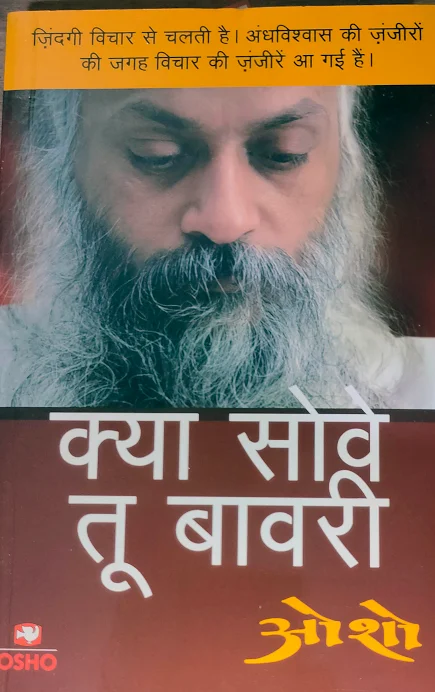 ज़िंदगी विचार से चलती है। अंधविश्वास की ज़ंजीरों
की जगह विचार की ज़ंजीरें आ गई हैं।
क्या सोवे
तू बावरी
ओशो
OSHO